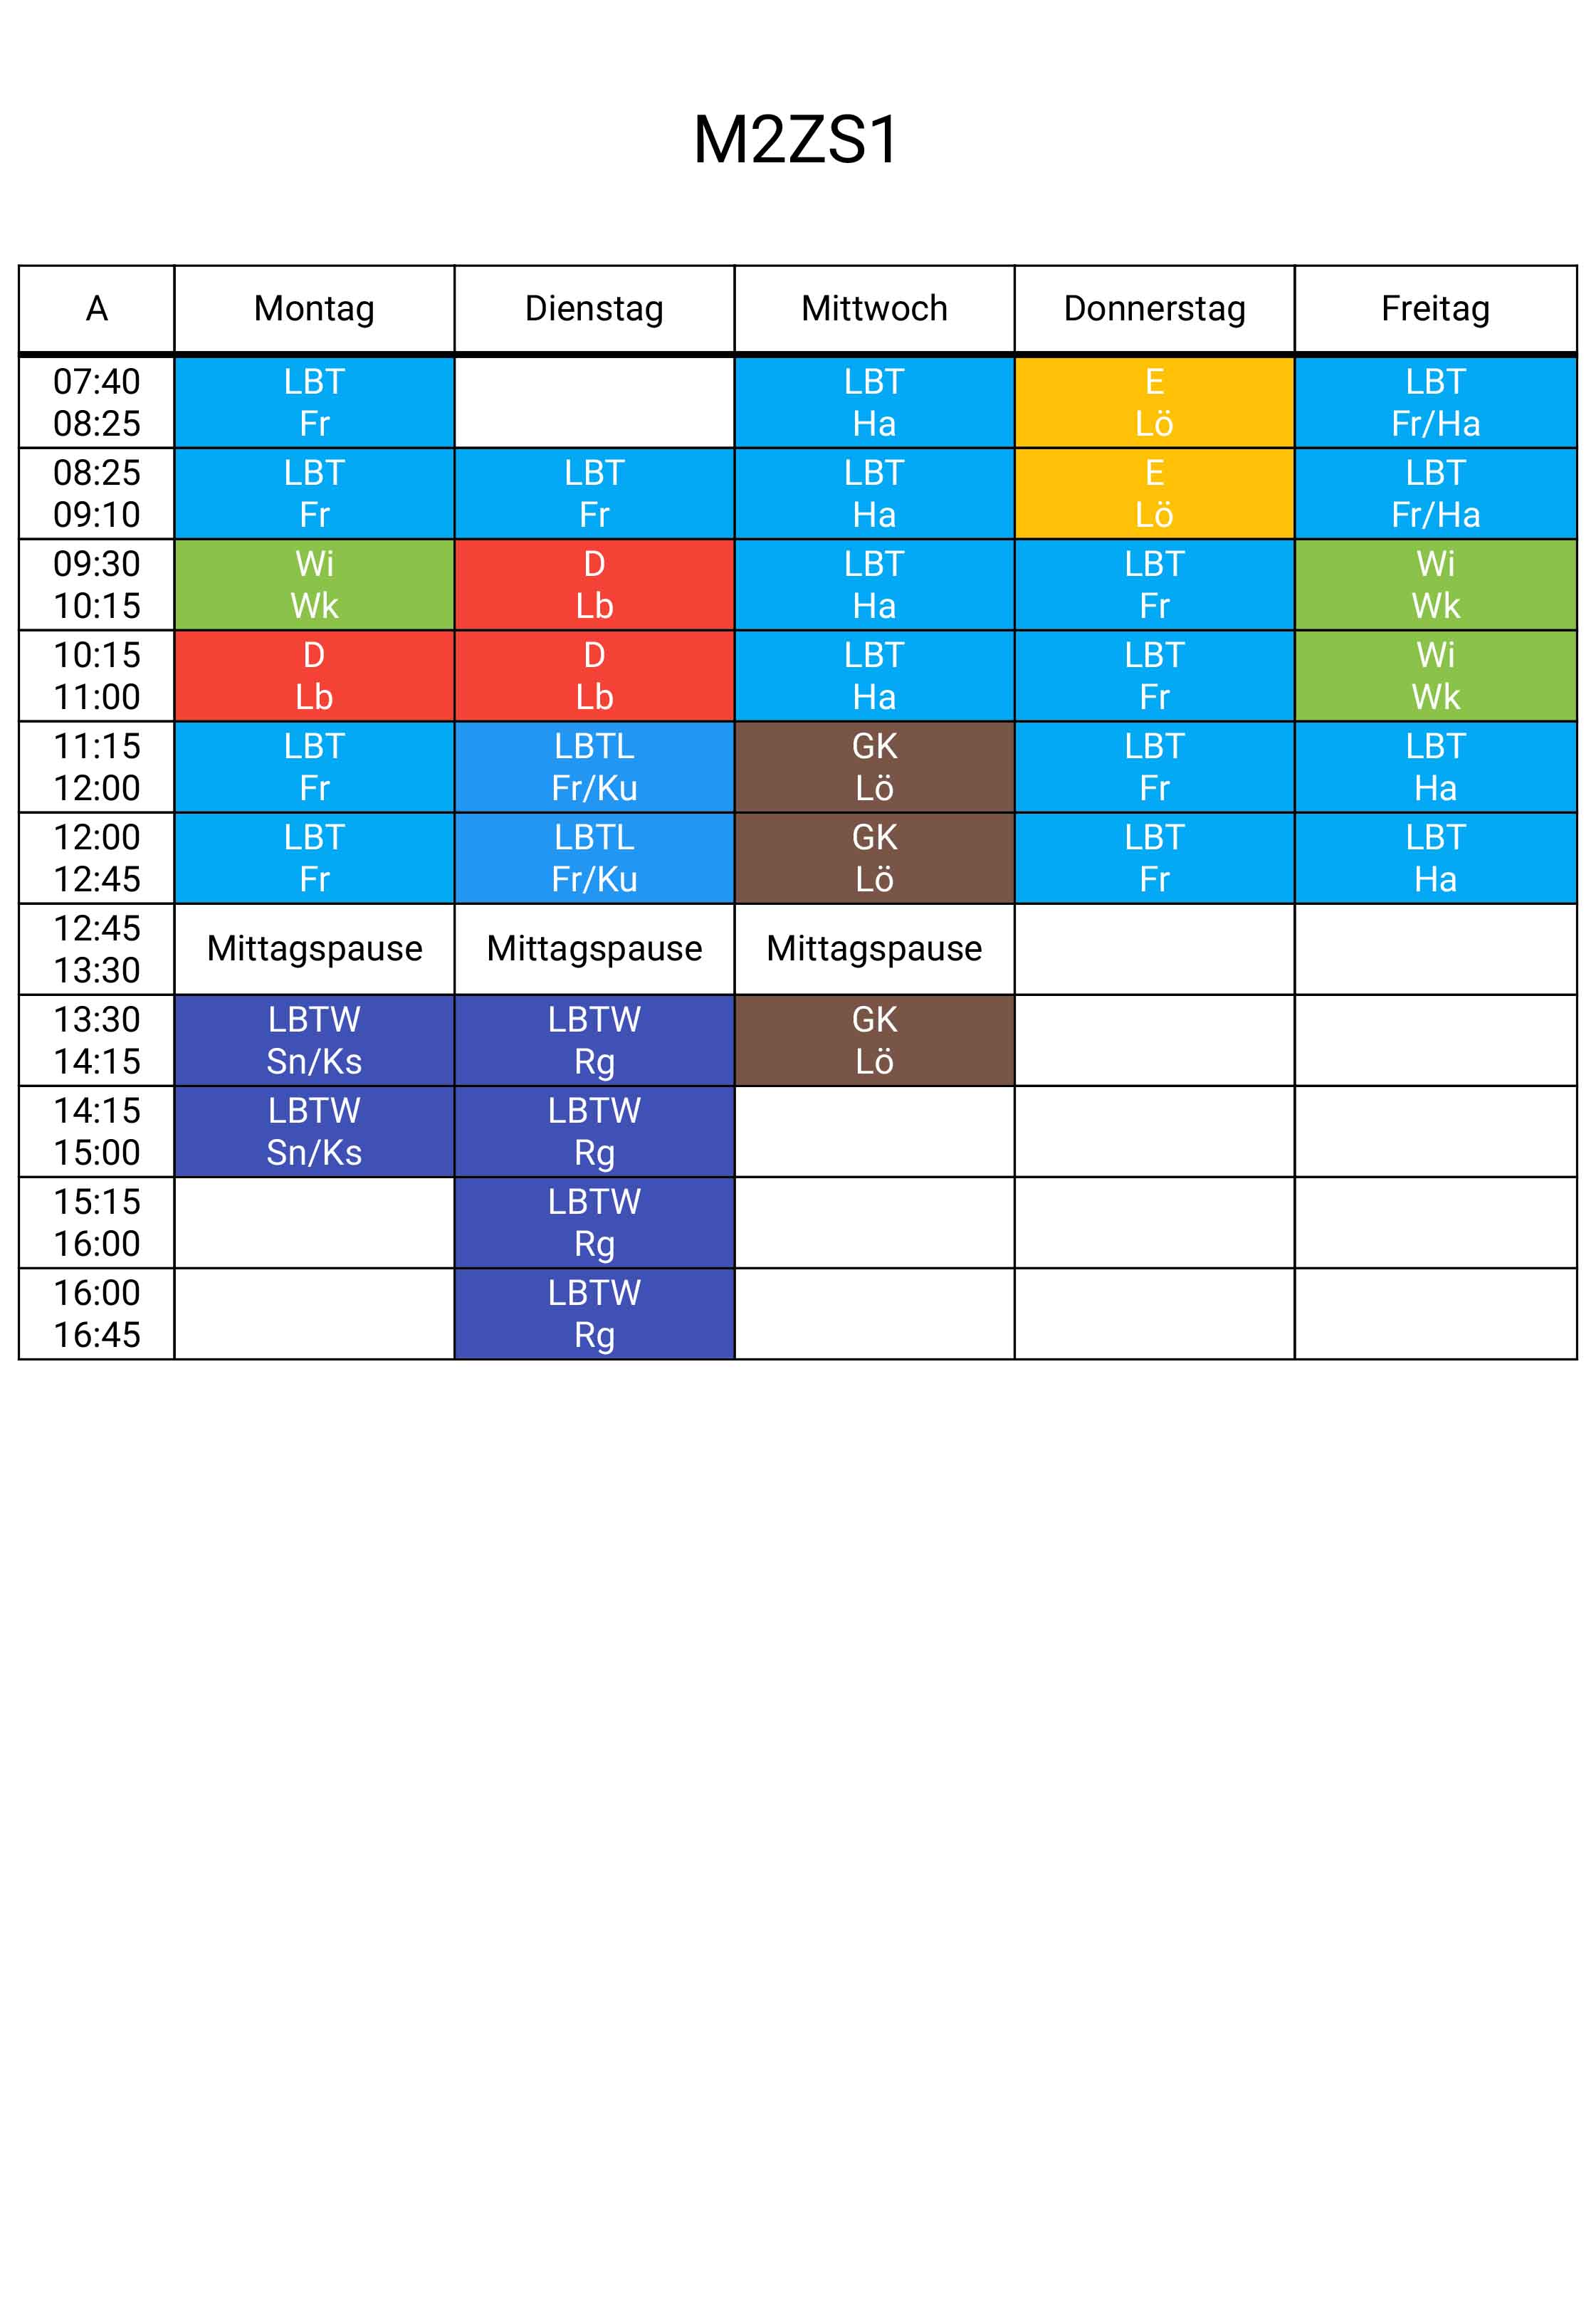 M2ZS1
A Montag Dienstag Mittwoch Donnerstag Freitag
07:40 LBT LBT E LBT
08:25 Fr Ha Lö Fr/Ha
08:25 LBT LBT LBT E LBT
09:10 Fr Fr Ha Lö Fr/Ha
09:30 Wi D LBT LBT Wi
10:15 Wk Lb Ha Fr Wk
10:15 D D LBT LBT Wi
11:00 Lb Lb Ha Fr Wk
11:15 LBT LBTL GK LBT LBT
12:00 Fr Fr/Ku Lö Fr Ha
12:00 LBT LBTL GK LBT LBT
12:45 Fr Fr/Ku Lö Fr Ha
12:45
Mittagspause Mittagspause Mittagspause
13:30
13:30 LBTW LBTW GK
14:15 Sn/Ks Rg Lö
14:15 LBTW LBTW
15:00 Sn/Ks Rg
15:15 LBTW
16:00 Rg
16:00 LBTW
16:45 Rg